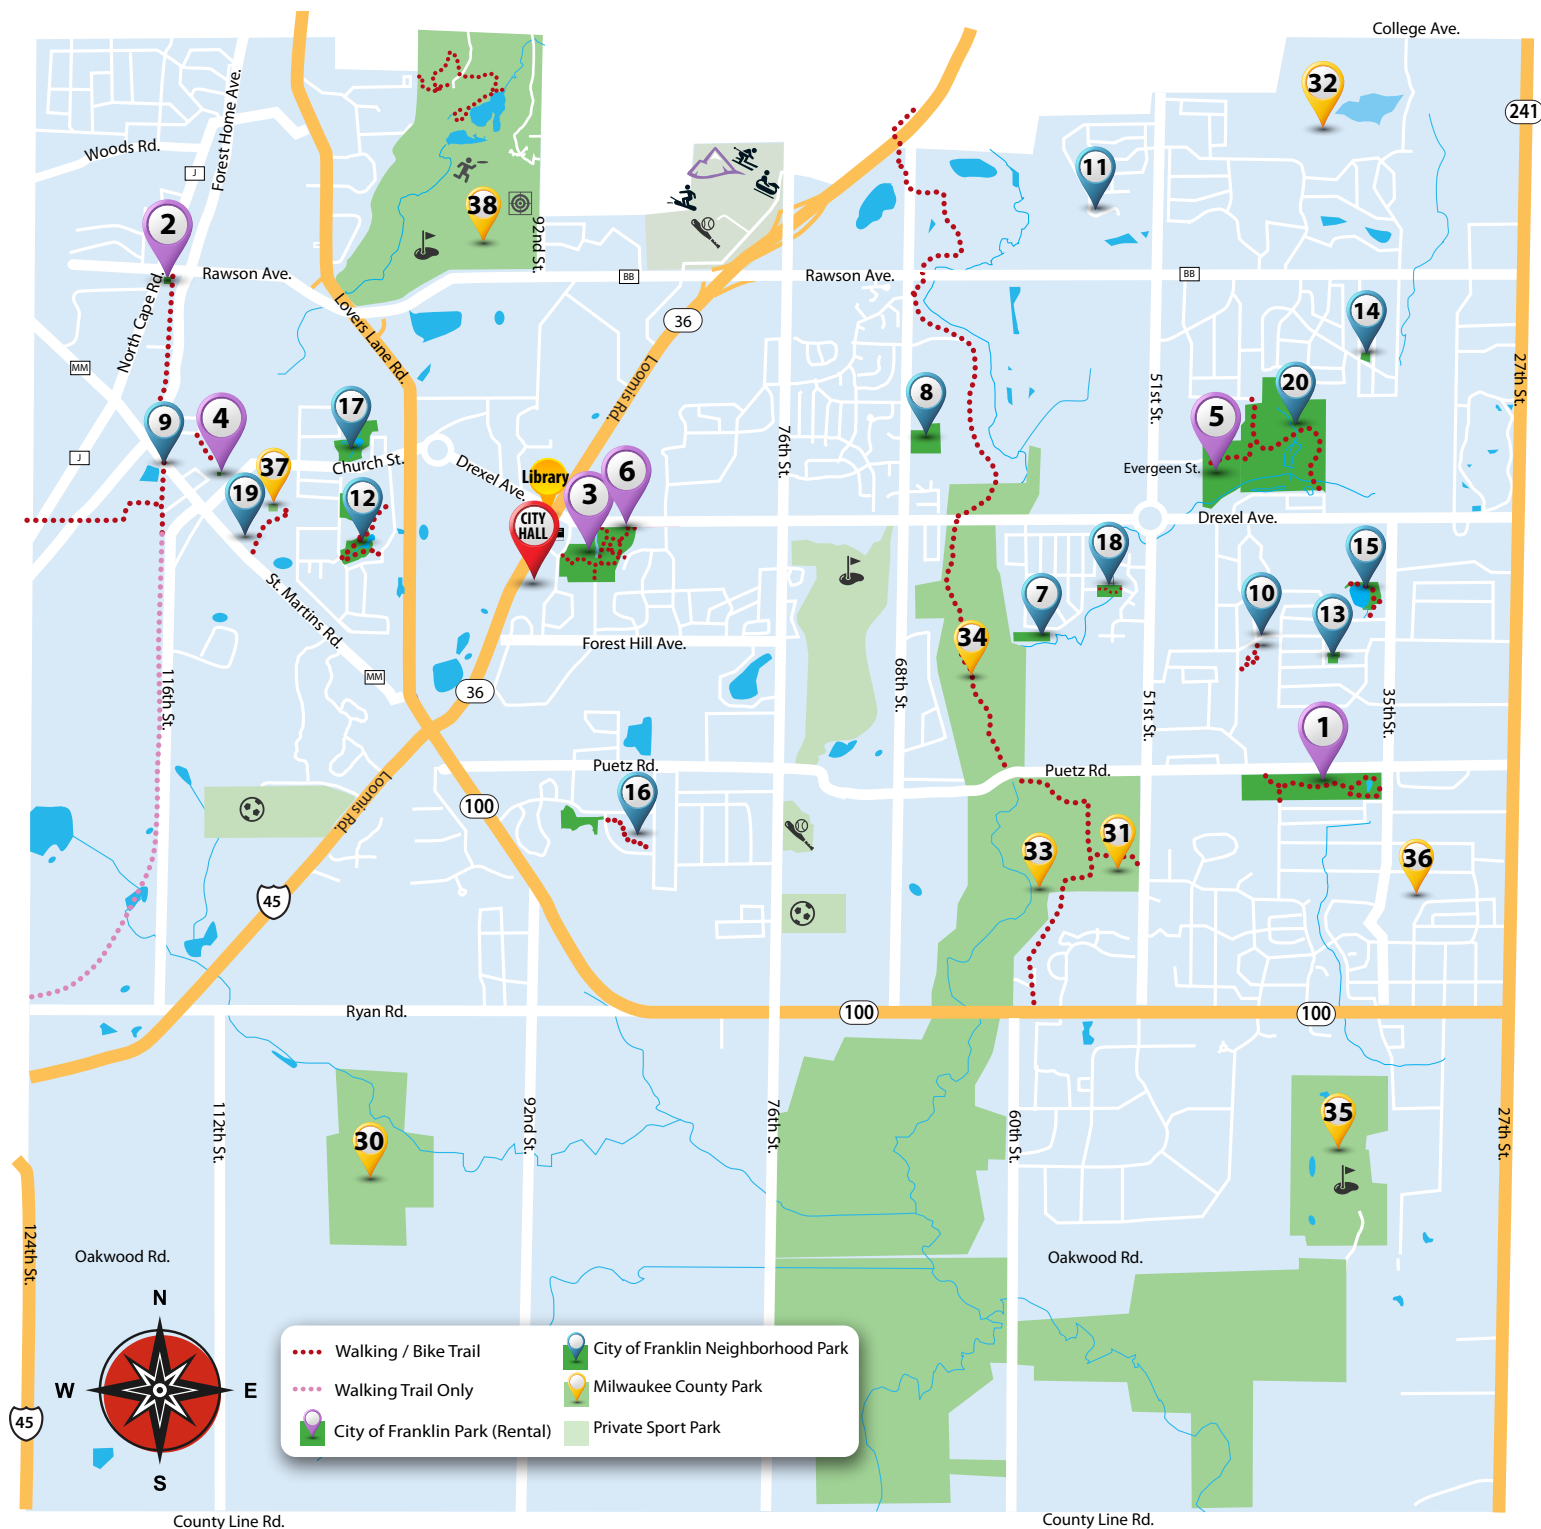 College Ave.
32
241
Forest Home Ave.
Woods Rd.
J
11
38
92nd St.
2
Rawson Ave.
BB
Rawson Ave.
BB
North Cape Rd.
Lovers Lane Rd.
36
14
MM
Loomis Rd.
27th St.
51st St.
20
8
17
4
9
5
76th St.
J
37
Church St.
Drexel Ave.
Library
6
Evergeen St.
19
12
3
CITY
HALL
Drexel Ave.
18
15
7
10
13
St. Martins Rd.
34
Forest Hill Ave.
116th St.
MM
36
68th St.
51st St.
35thSt.
1
Puetz Rd.
Puetz Rd.
Loomis Rd.
100
16
31
33
36
45
Ryan Rd.
100
100
112th St.
92nd St.
76th St.
60th St.
27th St.
30
35
124th St.
Oakwood Rd.
Oakwood Rd.
N
W
E
S
45
Walking / Bike Trail
Walking Trail Only
City of Franklin Park (Rental)
City of Franklin Neighborhood Park
Milwaukee County Park
Private Sport Park
County Line Rd.
County Line Rd.